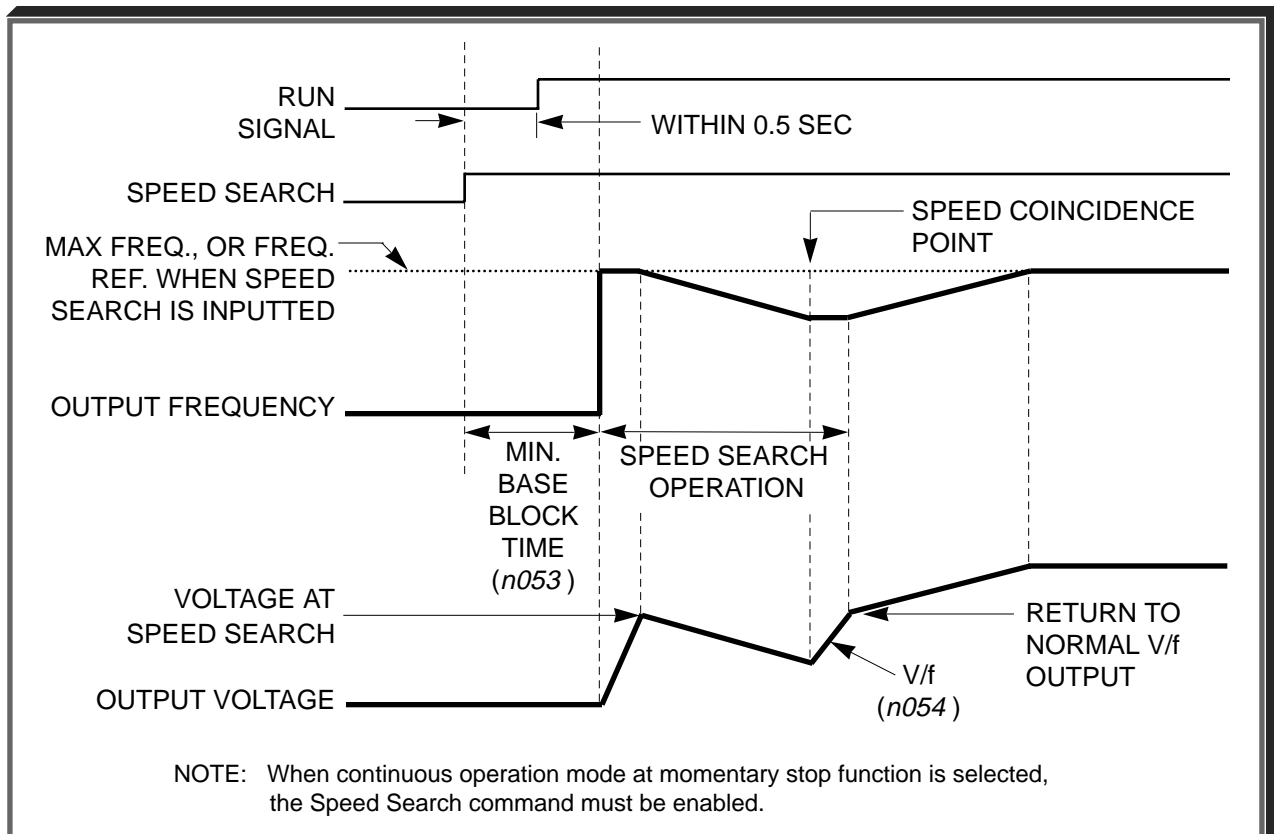 RUN
SIGNAL
WITHIN 0.5 SEC
SPEED SEARCH
SPEED COINCIDENCE
POINT
MAX FREQ., OR FREQ.
REF. WHEN SPEED
SEARCH IS INPUTTED
OUTPUT FREQUENCY
MIN.
BASE
BLOCK
TIME
(n053)
SPEED SEARCH
OPERATION
VOLTAGE AT
SPEED SEARCH
RETURN TO
NORMAL V/f
OUTPUT
V/f
(n054)
OUTPUT VOLTAGE
NOTE: When continuous operation mode at momentary stop function is selected,
the Speed Search command must be enabled.